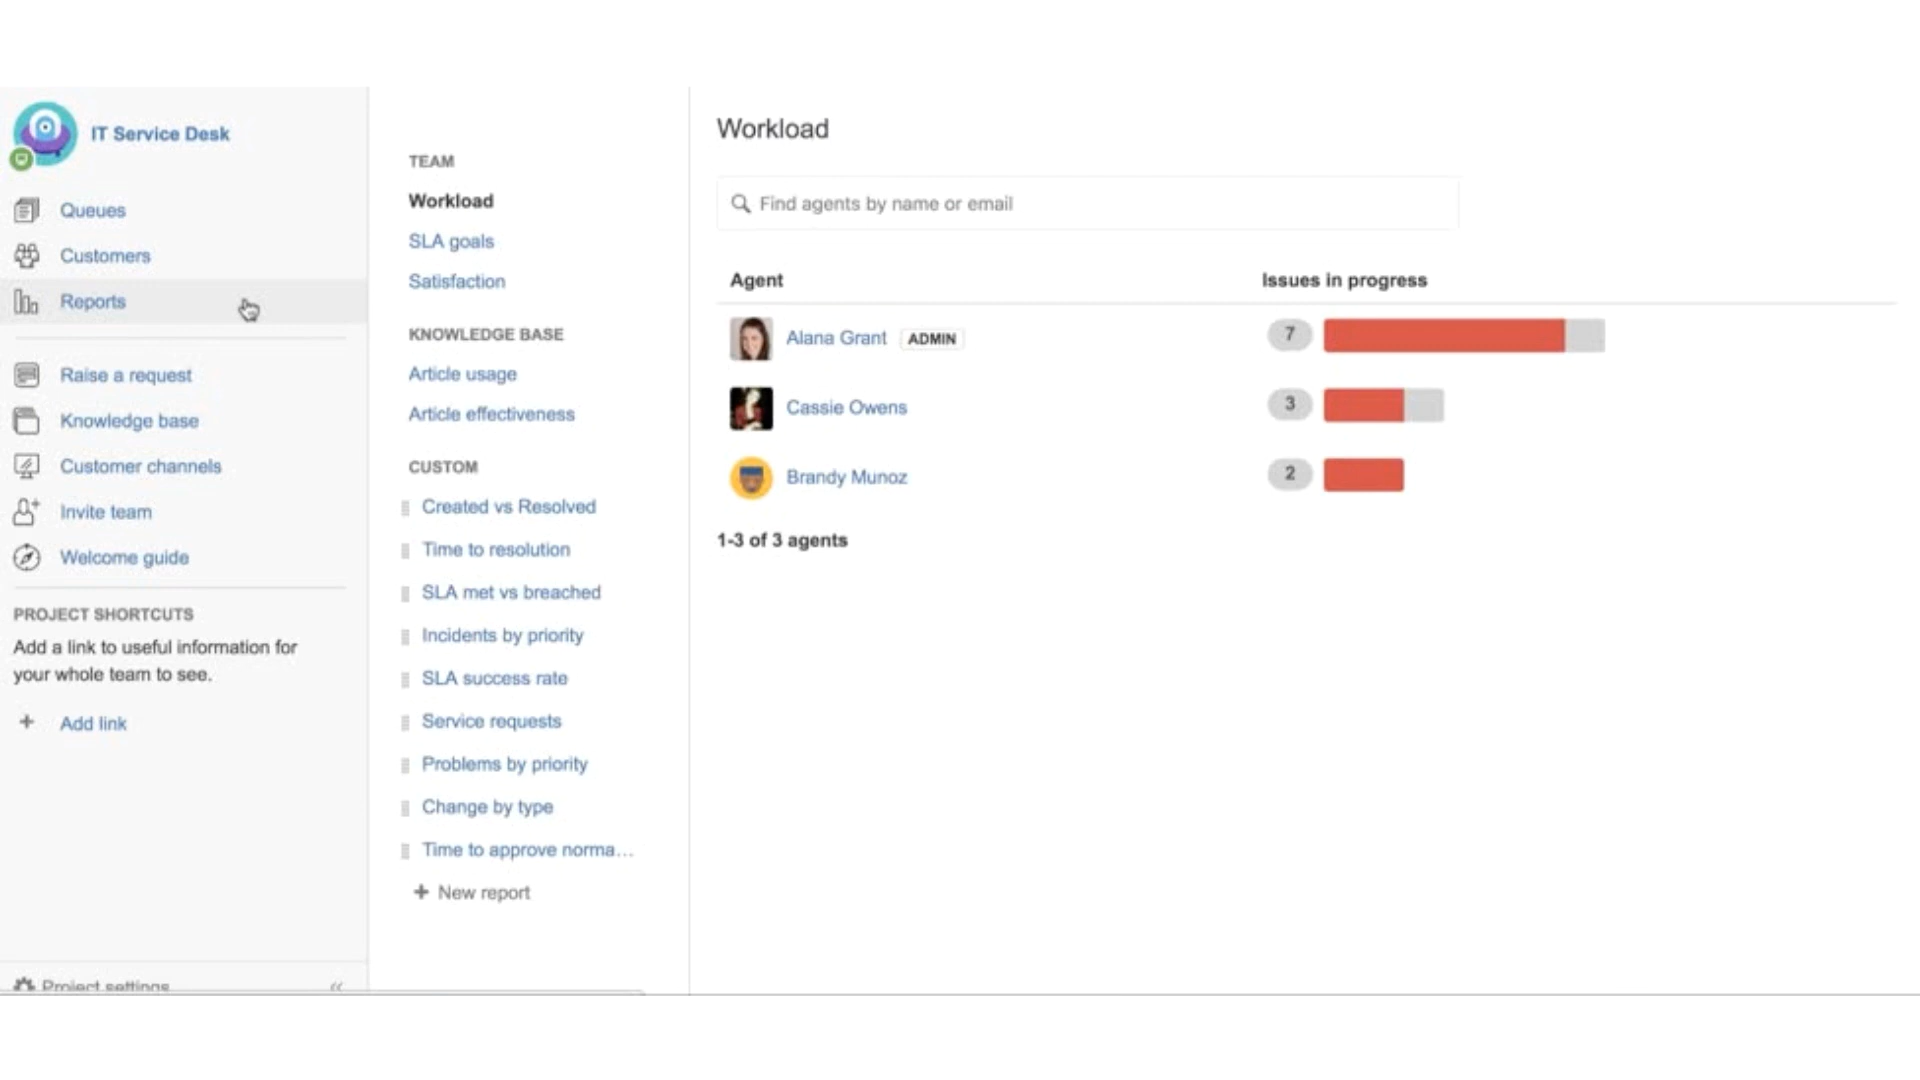 IT Service Desk
Queues
Customers
Reports
Raise a request
Knowledge base
Customer channels
Invite team
Welcome guide
PROJECT SHORTCUTS
Add a link to useful information for
your whole team to see.
+ Add link
Project settings «
TEAM
Workload
SLA goals
Satisfaction
KNOWLEDGE BASE
Article usage
Article effectiveness
CUSTOM
Created vs Resolved
Time to resolution
SLA met vs breached
Incidents by priority
SLA success rate
Service requests
Problems by priority
Change by type
Time to approve norma...
+ New report
Workload
Find agents by name or email
Agent Issues in progress
Alana Grant ADMIN 7
Cassie Owens 3
Brandy Munoz 2
1-3 of 3 agents